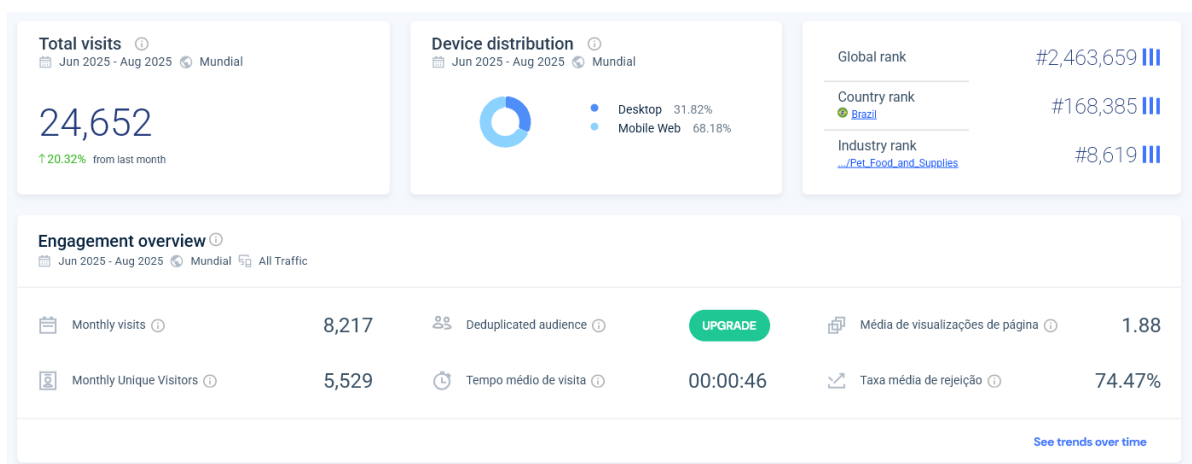 Total visits
Jun 2025 - Aug 2025 Mundial
24,652
↑ 20.32% from last month
Device distribution
Jun 2025 - Aug 2025 Mundial
Desktop 31.82%
Mobile Web 68.18%
Global rank #2,463,659
Country rank
Brazil
#168,385
Industry rank
.../Pet_Food_and_Supplies
#8,619
Engagement overview
Jun 2025 - Aug 2025 Mundial All Traffic
Monthly visits 8,217
Deduplicated audience UPGRADE
Média de visualizações de página 1.88
Monthly Unique Visitors 5,529
Tempo médio de visita 00:00:46
Taxa média de rejeição 74.47%
See trends over time